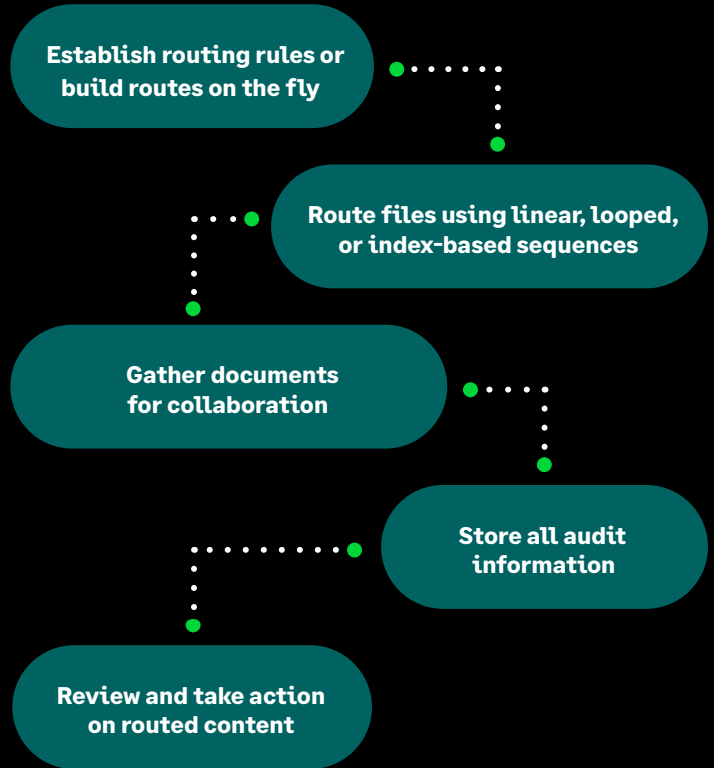 Establish routing rules or
build routes on the fly
Route files using linear, looped,
or index-based sequences
Gather documents
for collaboration
Store all audit
information
Review and take action
on routed content